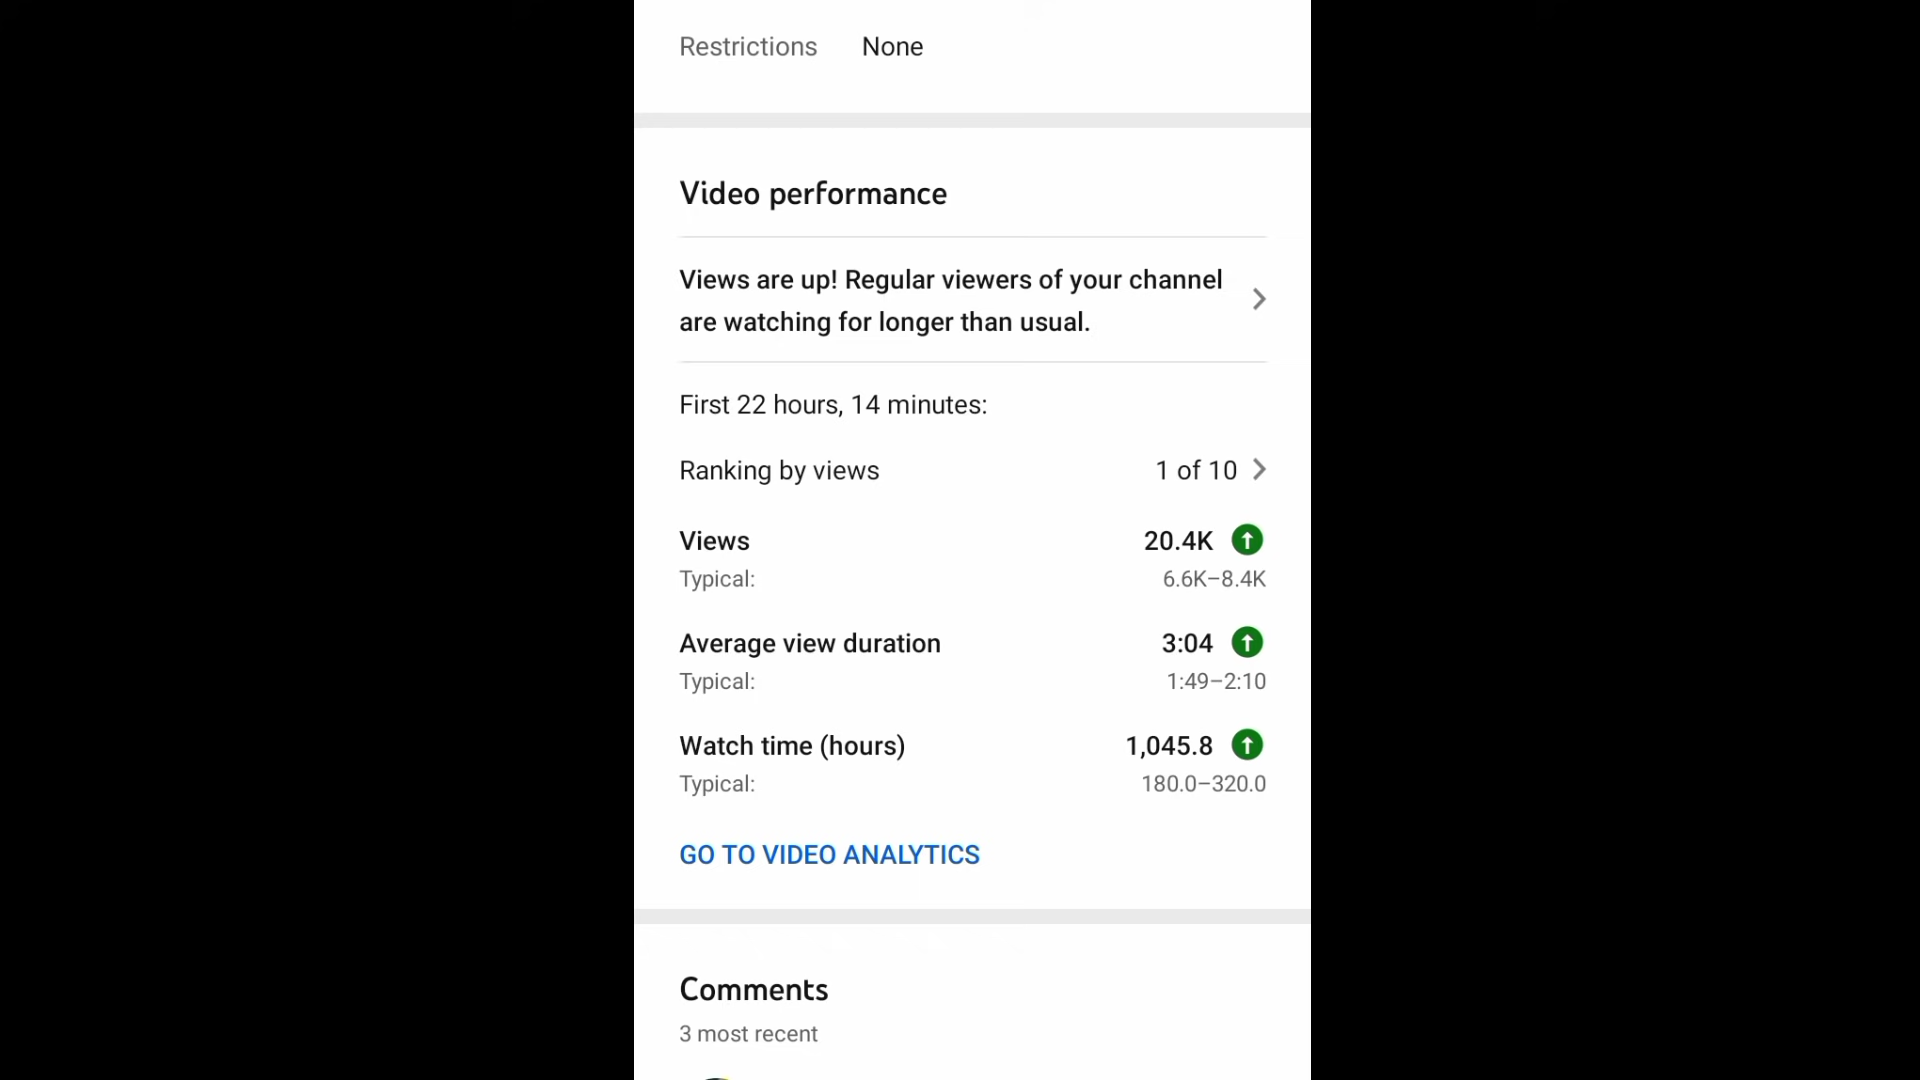 Restrictions None
Video performance
Views are up! Regular viewers of your channel
are watching for longer than usual.
First 22 hours, 14 minutes:
Ranking by views 1 of 10
Views 20.4K
Typical: 6.6K–8.4K
Average view duration 3:04
Typical: 1:49–2:10
Watch time (hours) 1,045.8
Typical: 180.0–320.0
GO TO VIDEO ANALYTICS
Comments
3 most recent